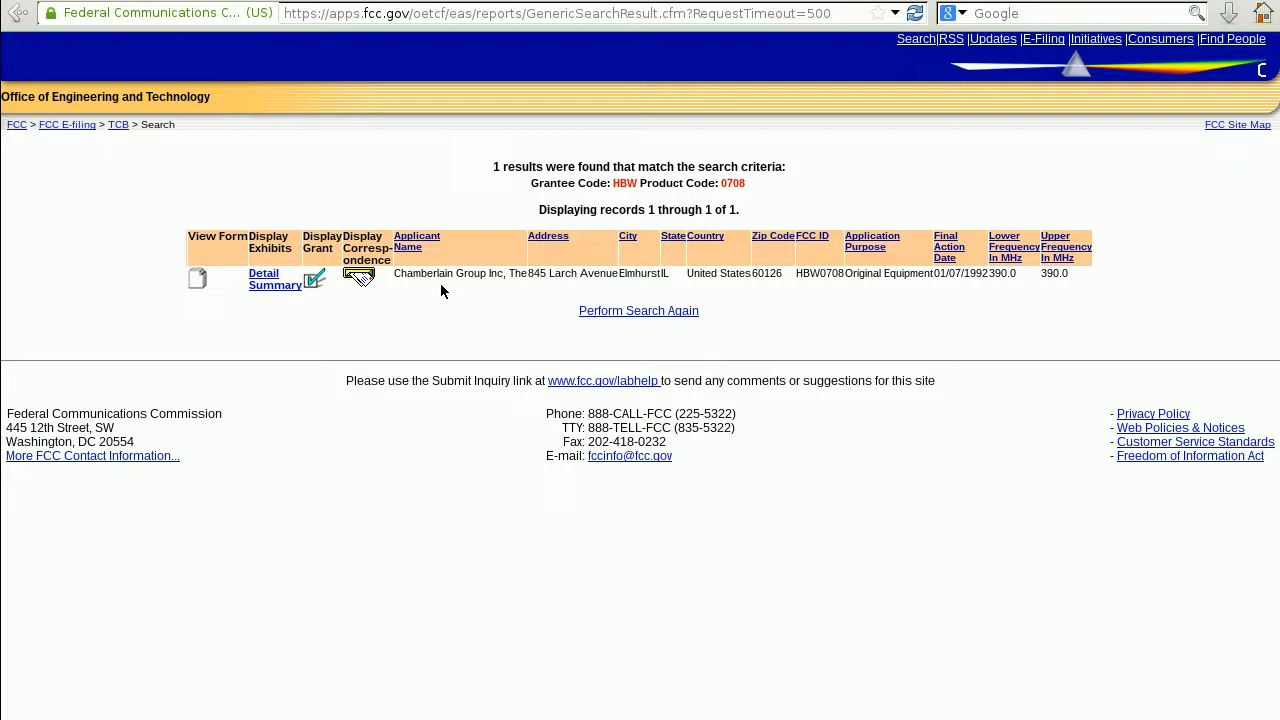 Federal Communications C... (US) https://apps.fcc.gov/oetcf/eas/reports/GenericSearchResult.cfm?RequestTimeout=500 Google
Search|RSS |Updates |E-Filing |Initiatives |Consumers |Find People
Office of Engineering and Technology
FCC > FCC E-filing > TCB > Search FCC Site Map
1 results were found that match the search criteria:
Grantee Code: HBW Product Code: 0708
Displaying records 1 through 1 of 1.
View Form Display Exhibits Display Grant Display Corresp-ondence Applicant Name Address City State Country Zip Code FCC ID Application Purpose Final Action Date Lower Frequency In MHz Upper Frequency In MHz
Detail Summary Chamberlain Group Inc, The 845 Larch Avenue Elmhurst IL United States 60126 HBW0708 Original Equipment 01/07/1992 390.0 390.0
Perform Search Again
Please use the Submit Inquiry link at www.fcc.gov/labhelp to send any comments or suggestions for this site
Federal Communications Commission Phone: 888-CALL-FCC (225-5322) - Privacy Policy
445 12th Street, SW TTY: 888-TELL-FCC (835-5322) - Web Policies & Notices
Washington, DC 20554 Fax: 202-418-0232 - Customer Service Standards
More FCC Contact Information... E-mail: fccinfo@fcc.gov - Freedom of Information Act